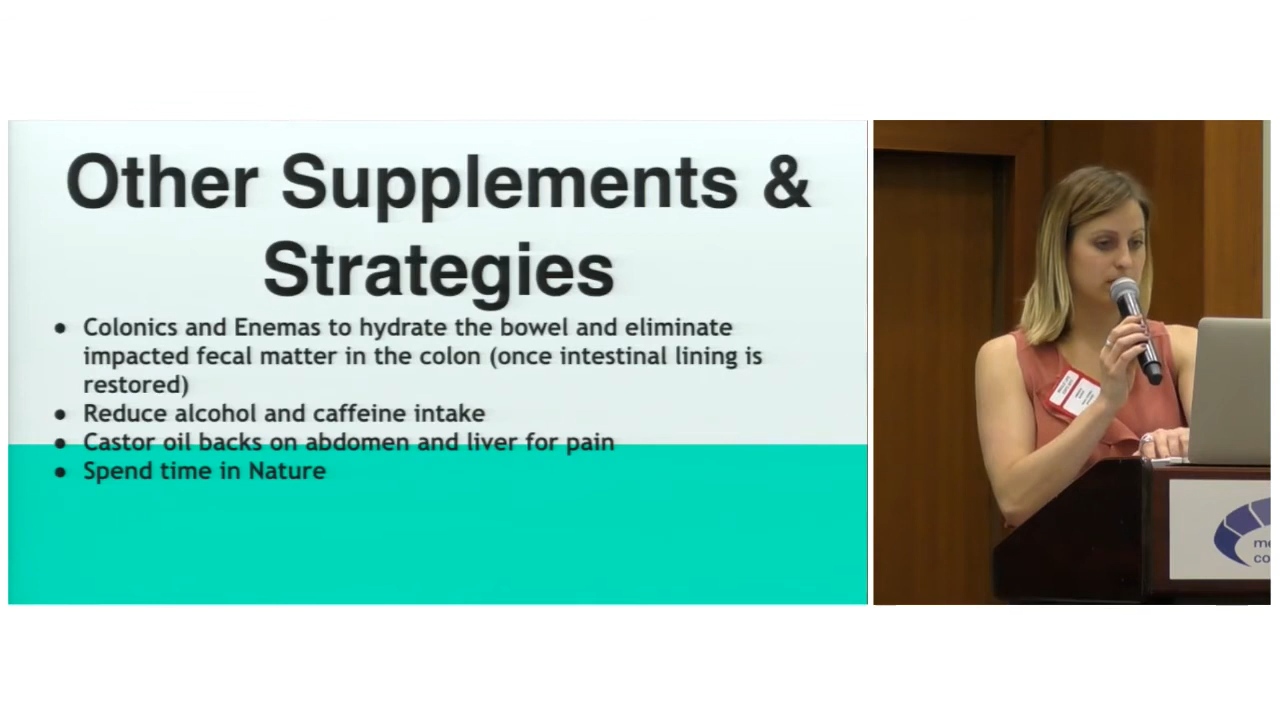 Other Supplements &
Strategies
● Colonics and Enemas to hydrate the bowel and eliminate
impacted fecal matter in the colon (once intestinal lining is
restored)
● Reduce alcohol and caffeine intake
● Castor oil backs on abdomen and liver for pain
● Spend time in Nature
me
co